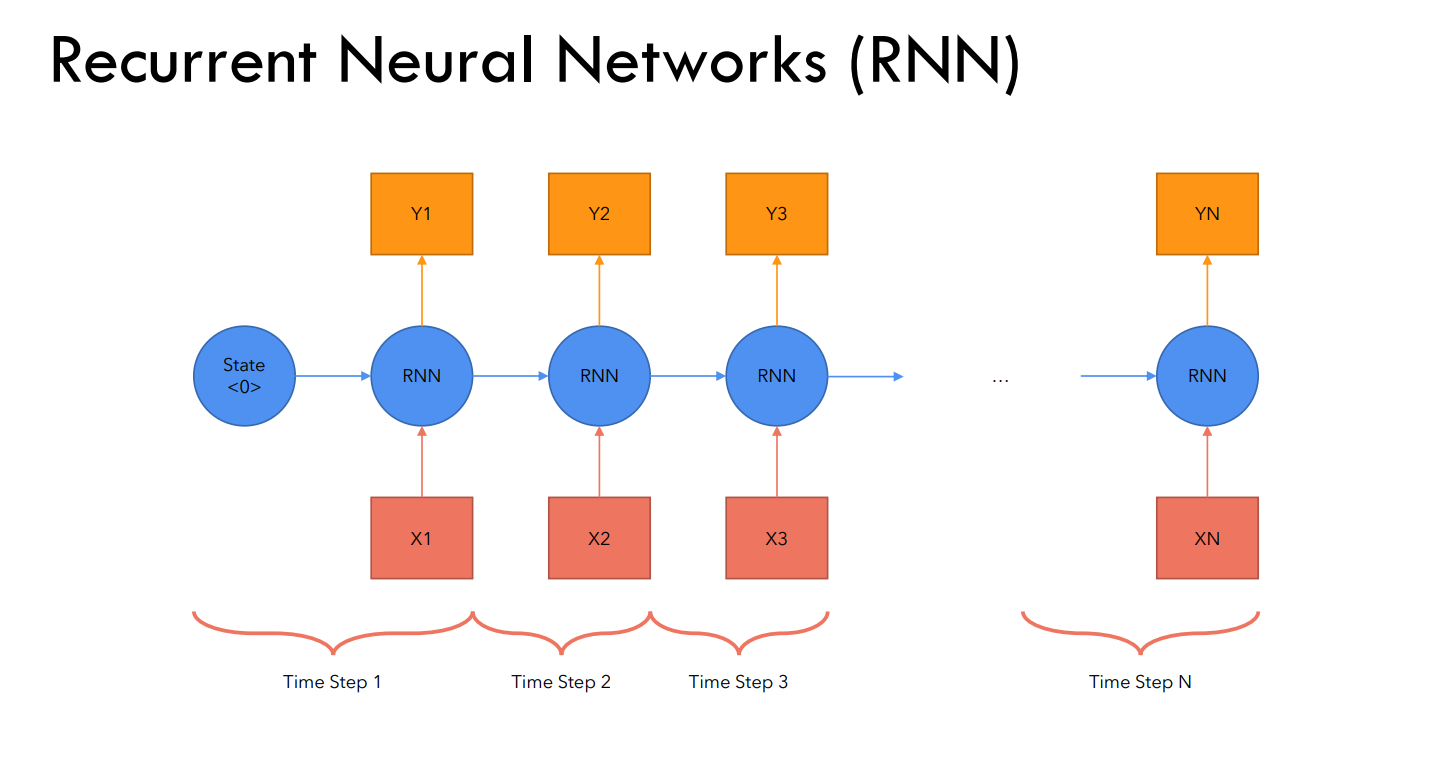 Recurrent Neural Networks (RNN)
Y1
Y2
Y3
YN
State
<0>
RNN
RNN
RNN
...
RNN
X1
X2
X3
XN
Time Step 1
Time Step 2
Time Step 3
Time Step N